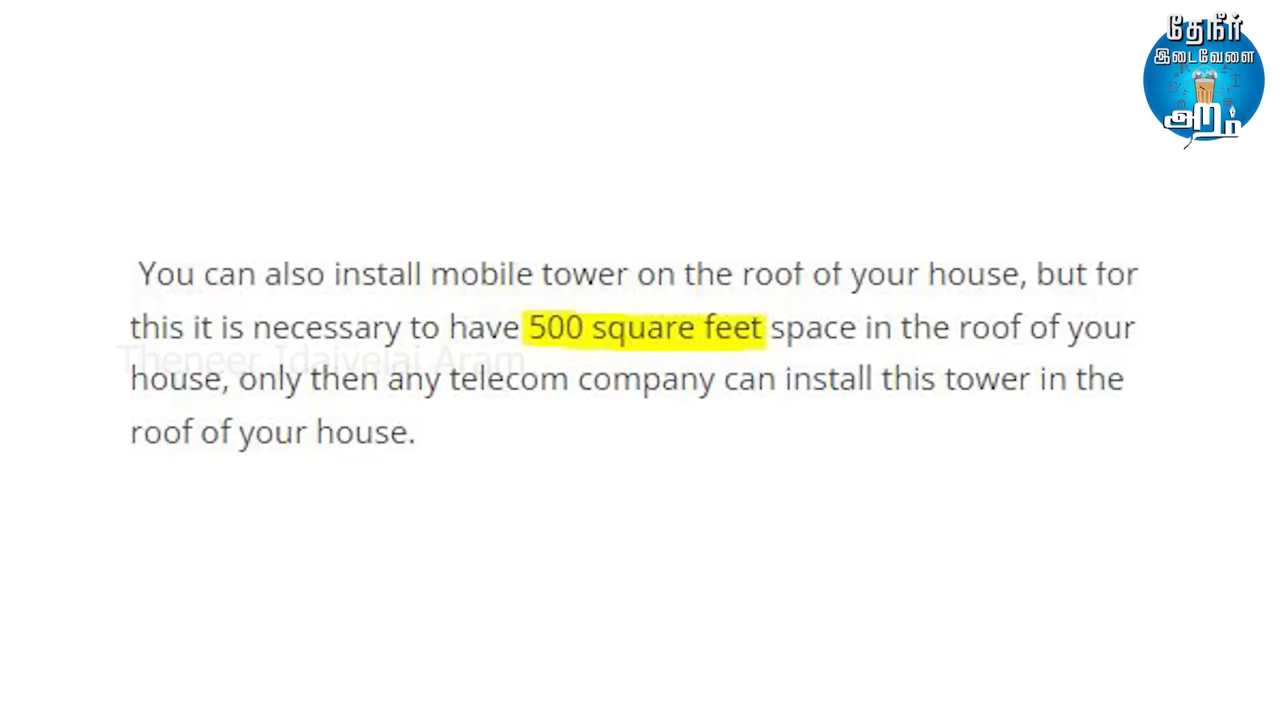 தேநீர்
இடைவேளை
அறம்
You can also install mobile tower on the roof of your house, but for
this it is necessary to have 500 square feet space in the roof of your
Theneer Idaivelai Aram
house, only then any telecom company can install this tower in the
roof of your house.